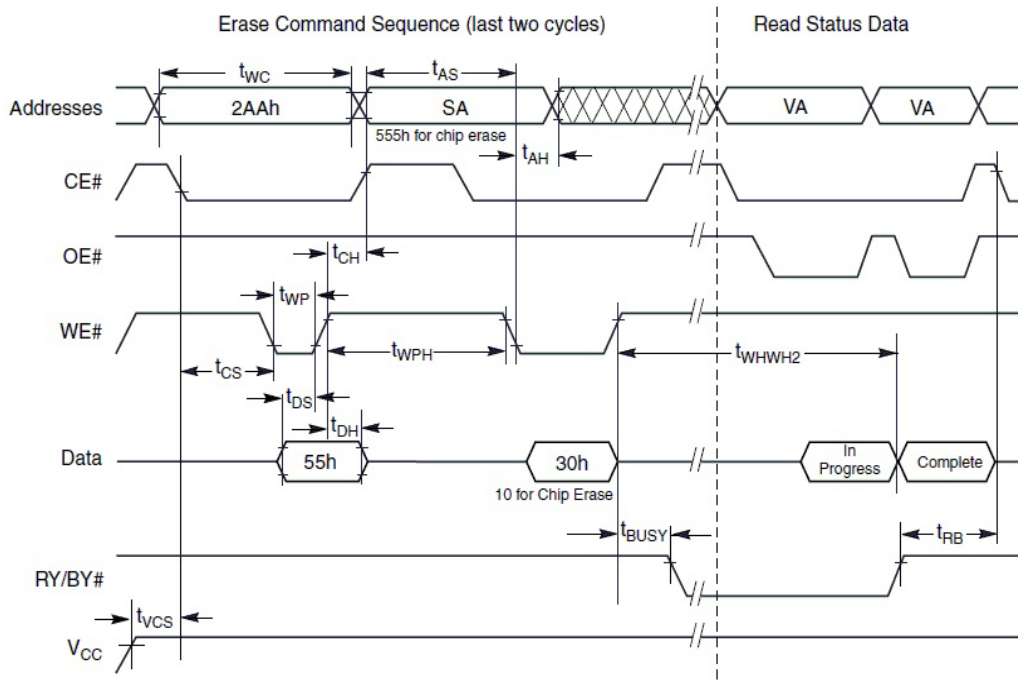 Erase Command Sequence (last two cycles)
Read Status Data
tWC
tAS
Addresses
2AAh
SA
VA
VA
555h for chip erase
tAH
CE#
OE#
tCH
tWP
WE#
tWPH
tWHWH2
tCS
tDS
tDH
Data
55h
30h
In
Progress
Complete
10 for Chip Erase
tBUSY
tRB
RY/BY#
tVCS
VCC